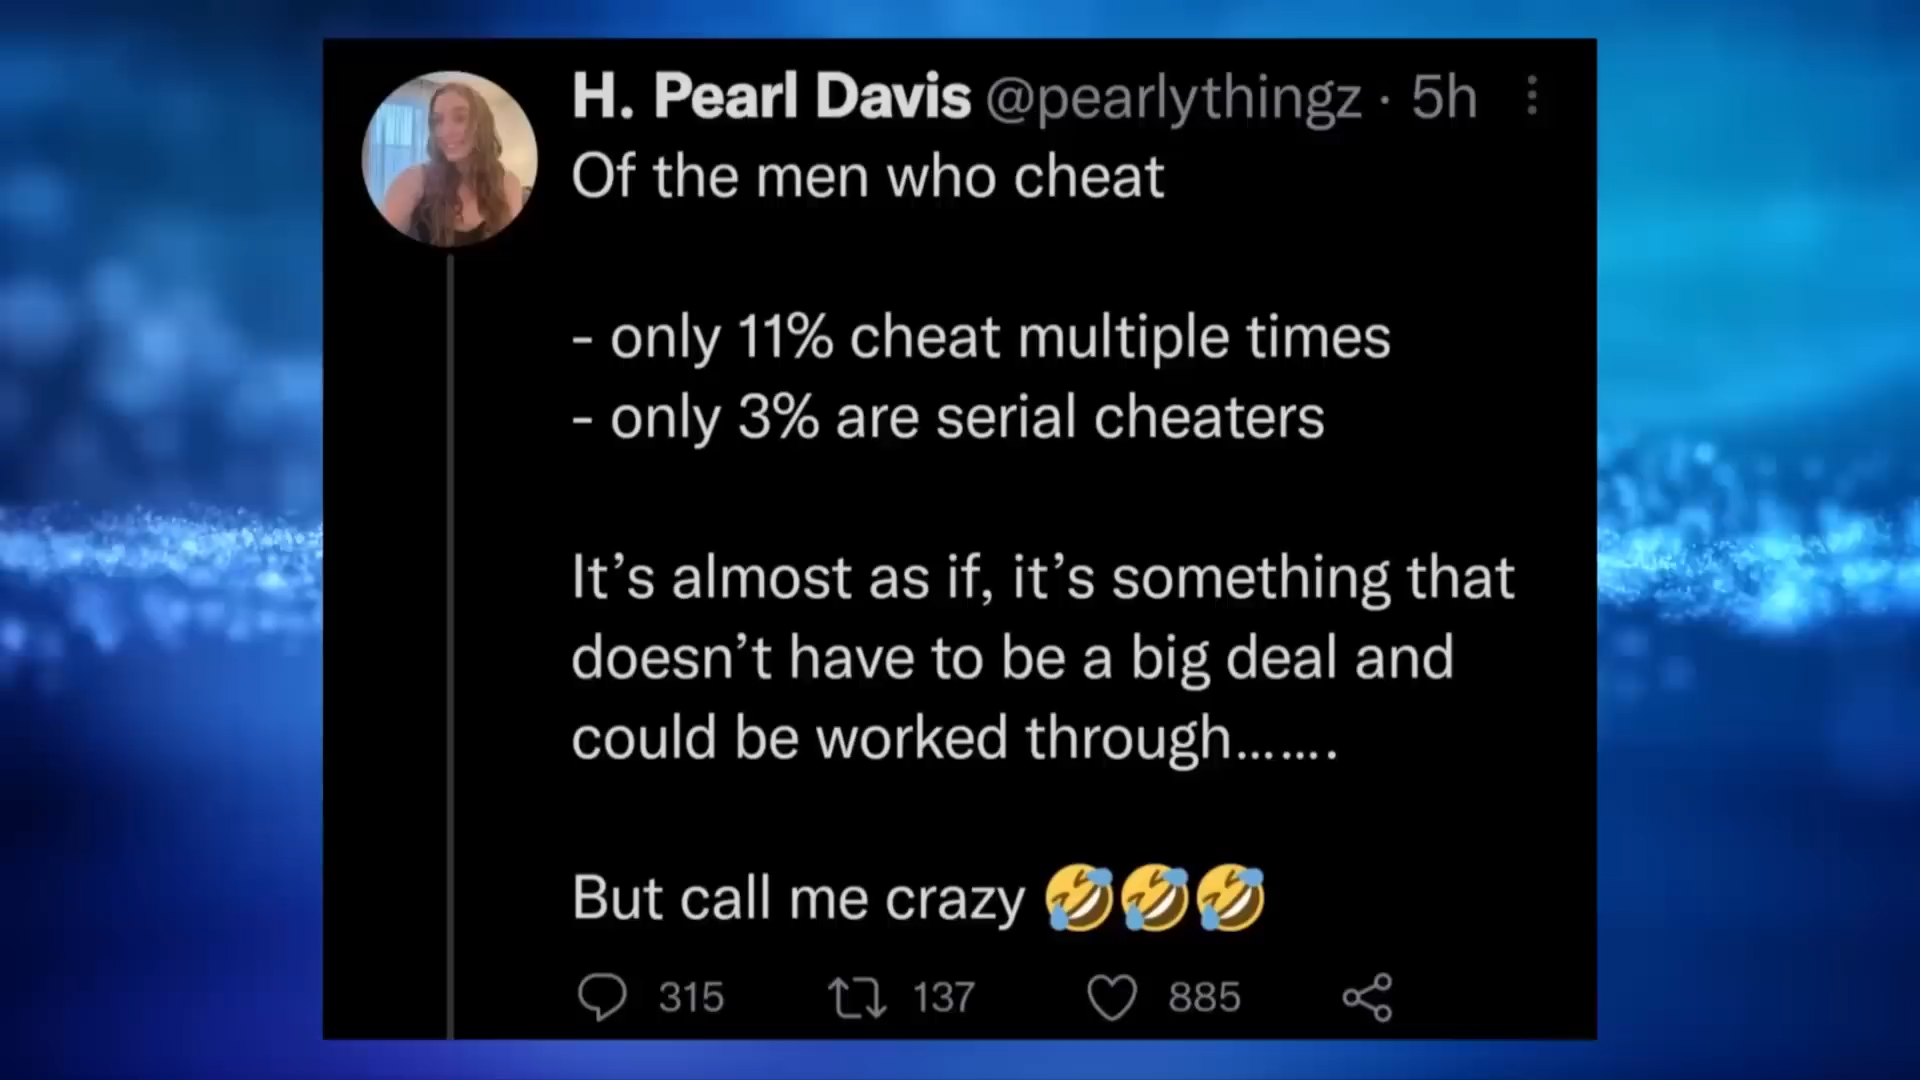 H. Pearl Davis @pearlythingz · 5h
Of the men who cheat
- only 11% cheat multiple times
- only 3% are serial cheaters
It’s almost as if, it’s something that
doesn’t have to be a big deal and
could be worked through…….
But call me crazy 🤣🤣🤣
315 137 885